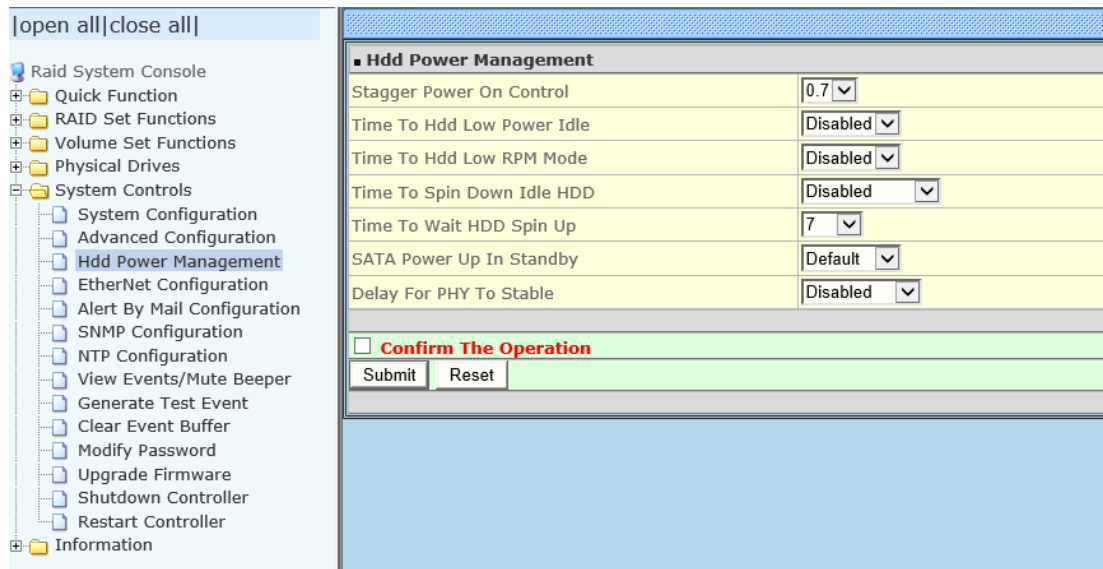 |open all|close all|
Raid System Console
Quick Function
RAID Set Functions
Volume Set Functions
Physical Drives
System Controls
System Configuration
Advanced Configuration
Hdd Power Management
EtherNet Configuration
Alert By Mail Configuration
SNMP Configuration
NTP Configuration
View Events/Mute Beeper
Generate Test Event
Clear Event Buffer
Modify Password
Upgrade Firmware
Shutdown Controller
Restart Controller
Information
Hdd Power Management
Stagger Power On Control 0.7
Time To Hdd Low Power Idle Disabled
Time To Hdd Low RPM Mode Disabled
Time To Spin Down Idle HDD Disabled
Time To Wait HDD Spin Up 7
SATA Power Up In Standby Default
Delay For PHY To Stable Disabled
Confirm The Operation
Submit Reset